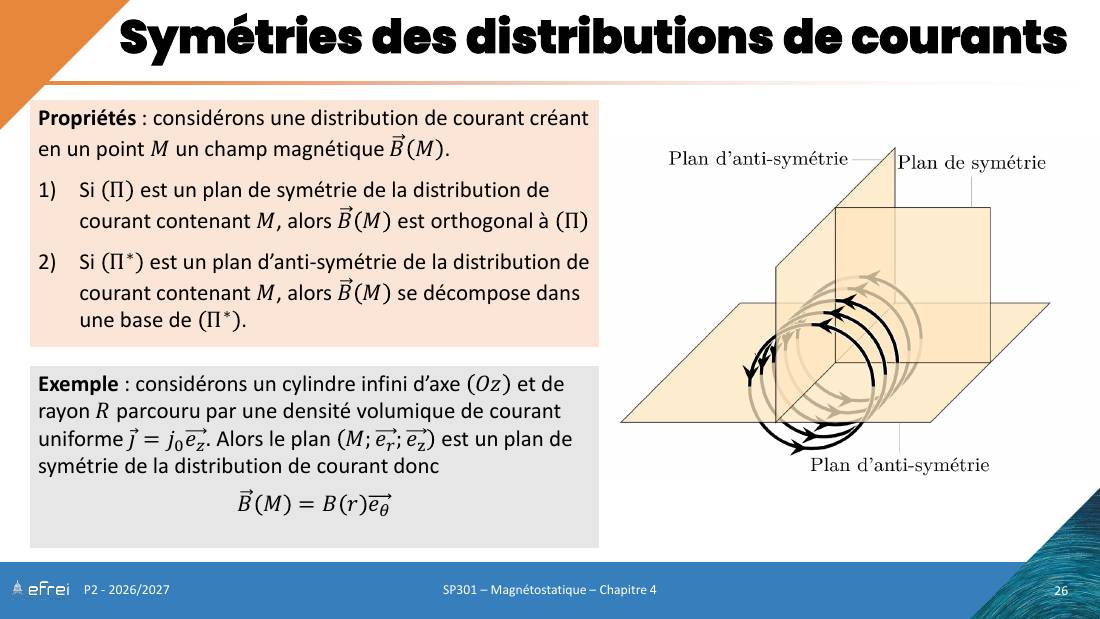 Symétries des distributions de courants
Propriétés : considérons une distribution de courant créant
en un point M un champ magnétique B⃗(M).
1) Si (Π) est un plan de symétrie de la distribution de
courant contenant M, alors B⃗(M) est orthogonal à (Π)
2) Si (Π*) est un plan d’anti-symétrie de la distribution de
courant contenant M, alors B⃗(M) se décompose dans
une base de (Π*).
Exemple : considérons un cylindre infini d’axe (Oz) et de
rayon R parcouru par une densité volumique de courant
uniforme j⃗ = j₀e⃗_z. Alors le plan (M; e⃗_r; e⃗_z) est un plan de
symétrie de la distribution de courant donc
B⃗(M) = B(r)e⃗_θ
Plan d’anti-symétrie
Plan de symétrie
Plan d’anti-symétrie
efrei P2 - 2026/2027
SP301 – Magnétostatique – Chapitre 4
26